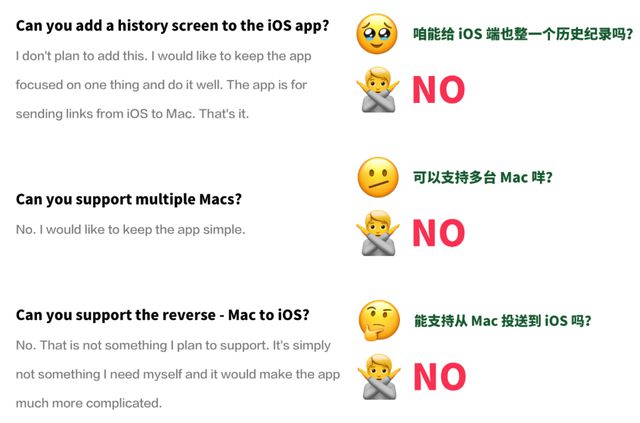 Can you add a history screen to the iOS app?
I don't plan to add this. I would like to keep the app
focused on one thing and do it well. The app is for
sending links from iOS to Mac. That's it.
咱能给 iOS 端也整一个历史纪录吗?
NO
Can you support multiple Macs?
No. I would like to keep the app simple.
可以支持多台 Mac 咩?
NO
Can you support the reverse - Mac to iOS?
No. That is not something I plan to support. It's simply
not something I need myself and it would make the app
much more complicated.
能支持从 Mac 投送到 iOS 吗?
NO